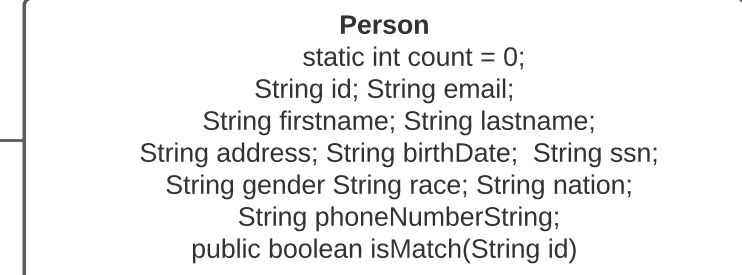 Person
static int count = 0;
String id; String email;
String firstname; String lastname;
String address; String birthDate;  String ssn;
String gender String race; String nation;
String phoneNumberString;
public boolean isMatch(String id)